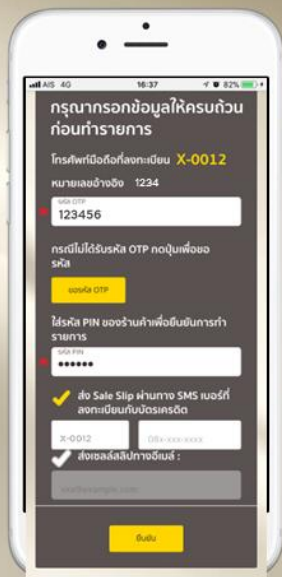 AIS 4G 16:37 82%
กรุณากรอกข้อมูลให้ครบถ้วน
ก่อนทำรายการ
โทรศัพท์มือถือที่ลงทะเบียน X-0012
หมายเลขอ้างอิง 1234
รหัส OTP
123456
กรณีไม่ได้รับรหัส OTP กดปุ่มเพื่อขอ
รหัส
ขอรหัส OTP
ใส่รหัส PIN ของร้านค้าเพื่อยืนยันการทำ
รายการ
รหัส PIN
••••••
ส่ง Sale Slip ผ่านทาง SMS เบอร์ที่
ลงทะเบียนกับบัตรเครดิต
X-0012 08x-xxx-xxxx
ส่งเซลล์สลิปทางอีเมล์ :
xxx@example.com
ยืนยัน